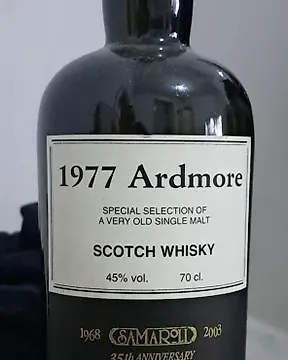 1977 Ardmore
SPECIAL SELECTION OF
A VERY OLD SINGLE MALT
SCOTCH WHISKY
45% vol. 70 cl.
1968 SAMAROLI 2003
35th ANNIVERSARY